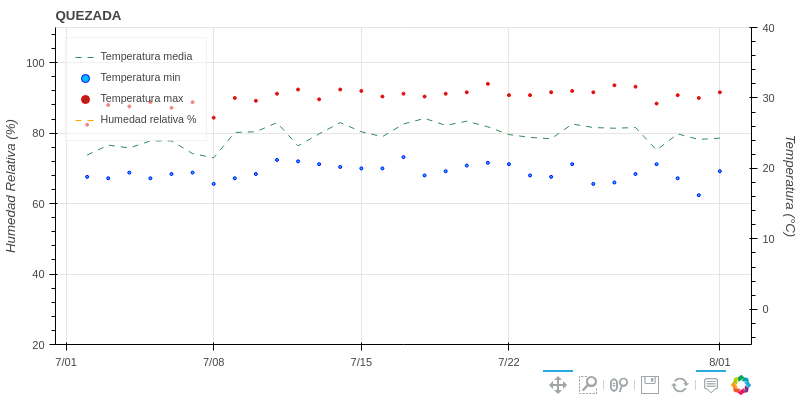 QUEZADA
Temperatura media
Temperatura min
Temperatura max
Humedad relativa %
Humedad Relativa (%)
100
80
60
40
20
Temperatura (°C)
40
30
20
10
0
7/01
7/08
7/15
7/22
8/01